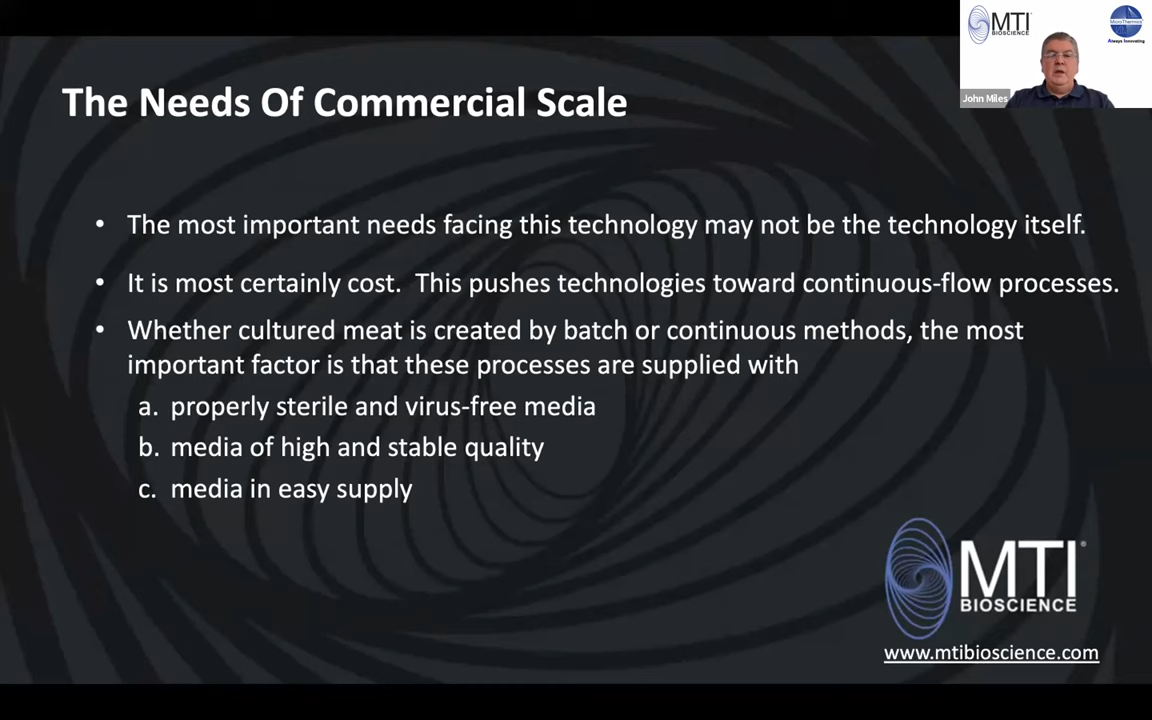 MTI
BIOSCIENCE
MicroThermics
Always Innovating
John Miles
The Needs Of Commercial Scale
• The most important needs facing this technology may not be the technology itself.
• It is most certainly cost.  This pushes technologies toward continuous-flow processes.
• Whether cultured meat is created by batch or continuous methods, the most
important factor is that these processes are supplied with
a. properly sterile and virus-free media
b. media of high and stable quality
c. media in easy supply
MTI®
BIOSCIENCE
www.mtibioscience.com